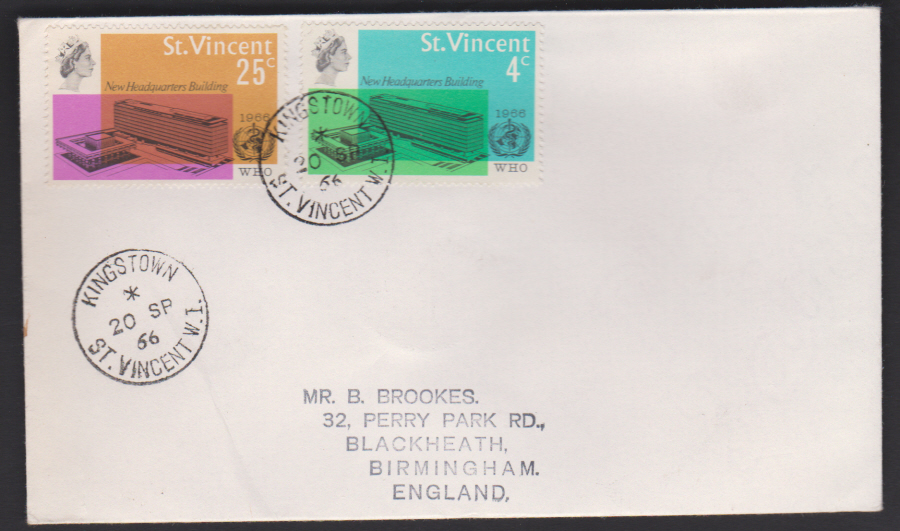 St. Vincent
25c
New Headquarters Building
1966
WHO
St. Vincent
4c
New Headquarters Building
1966
WHO
KINGSTOWN
*
20 SP
66
ST. VINCENT W.I.
KINGSTOWN
*
20 SP
66
ST. VINCENT W.I.
MR. B. BROOKES.
32, PERRY PARK RD.,
BLACKHEATH,
BIRMINGHAM.
ENGLAND,